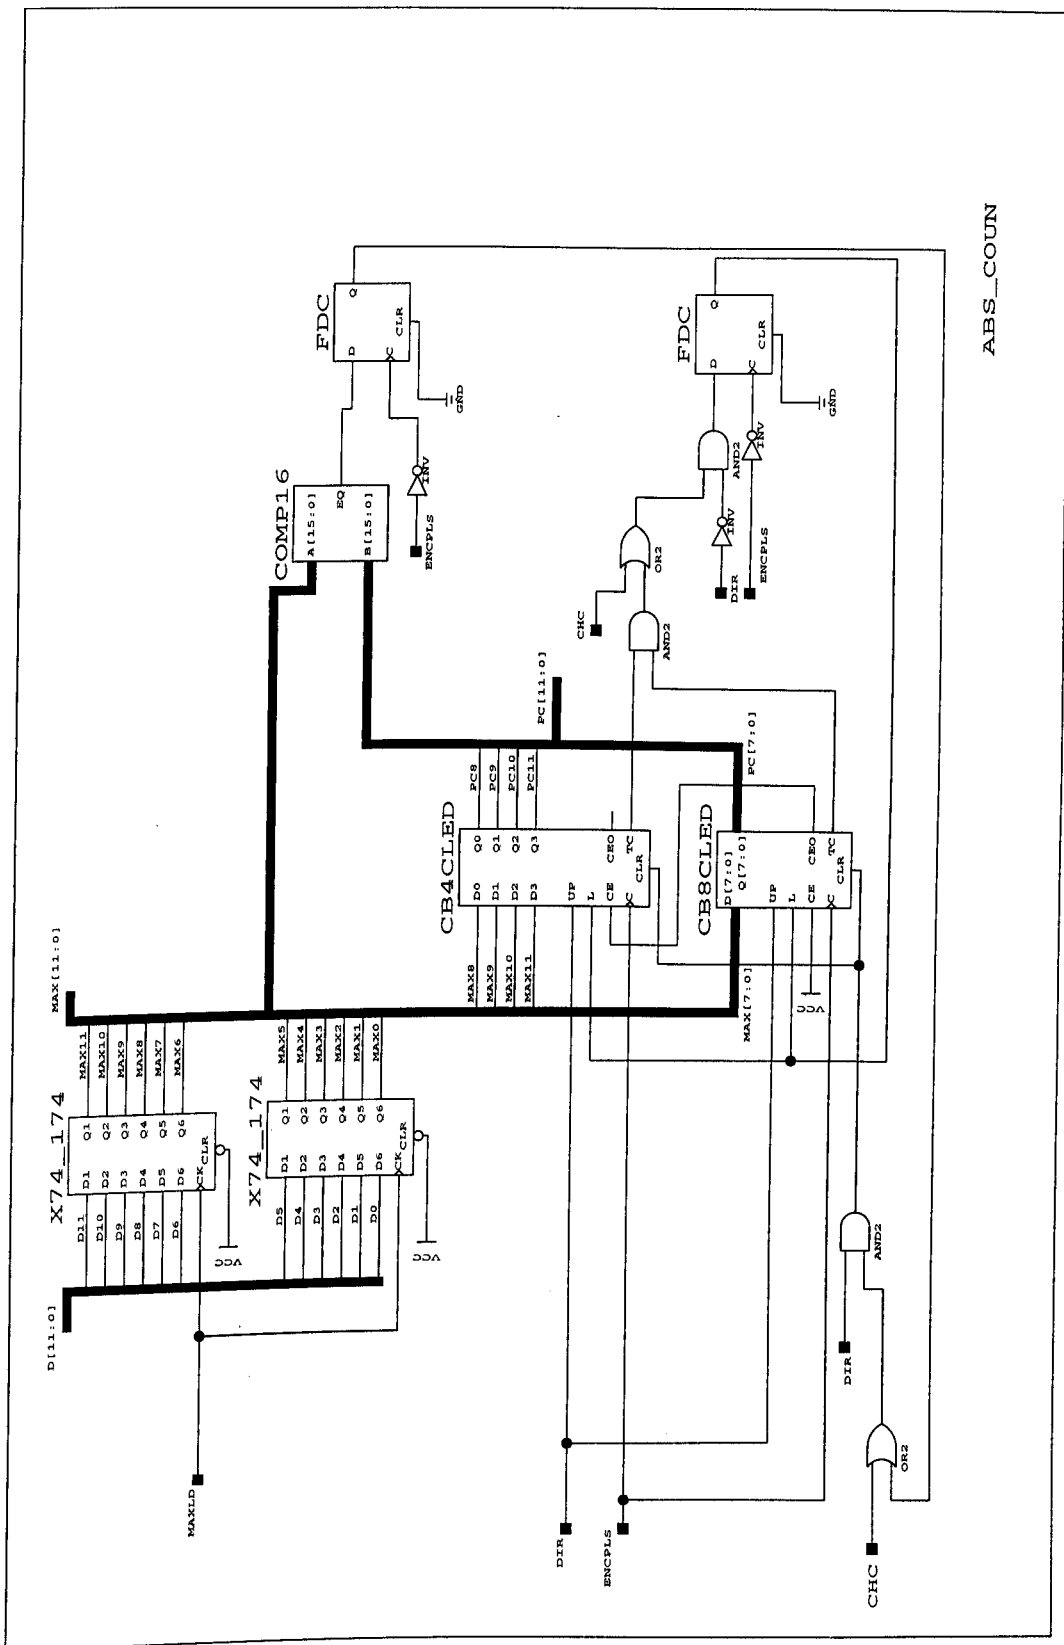 X74_174
D[11:0]
D11
D10
D9
D8
D7
D6
D1
D2
D3
D4
D5
D6
CK
CLR
Q1
Q2
Q3
Q4
Q5
Q6
VCC
MAX11
MAX10
MAX9
MAX8
MAX7
MAX6
MAX[11:0]
X74_174
D5
D4
D3
D2
D1
D0
D1
D2
D3
D4
D5
D6
CK
CLR
Q1
Q2
Q3
Q4
Q5
Q6
VCC
MAX5
MAX4
MAX3
MAX2
MAX1
MAX0
MAXLD
COMP16
A[15:0]
B[15:0]
EQ
ENCPLS
INV
FDC
D
C
Q
CLR
GND
CB4CLED
MAX8
MAX9
MAX10
MAX11
D0
D1
D2
D3
UP
L
CE
C
Q0
Q1
Q2
Q3
CEO
TC
CLR
PC8
PC9
PC10
PC11
PC[11:0]
DIR
ENCPLS
CB8CLED
MAX[7:0]
D[7:0]
Q[7:0]
UP
L
CE
C
CEO
TC
CLR
PC[7:0]
VCC
CHC
AND2
OR2
DIR
INV
AND2
ENCPLS
INV
FDC
D
C
Q
CLR
GND
CHC
OR2
DIR
AND2
ABS_COUN